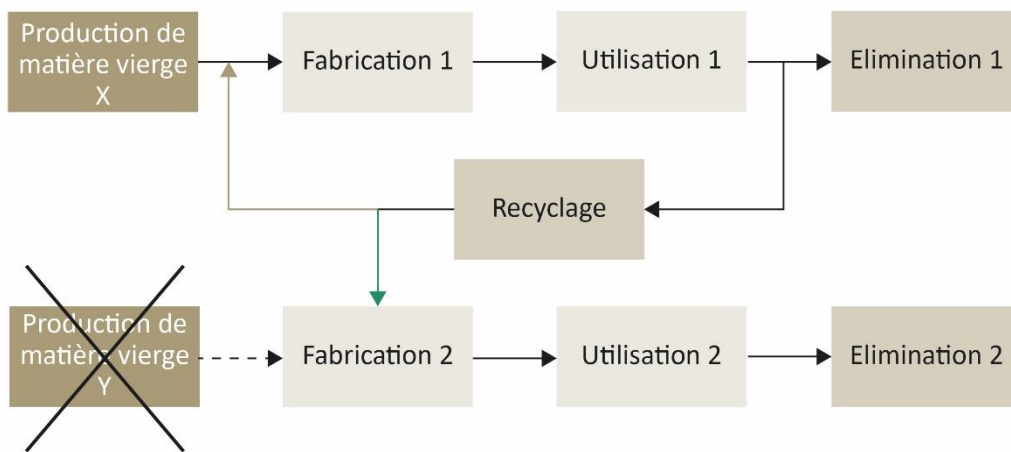 Production de
matière vierge
X
Fabrication 1
Utilisation 1
Elimination 1
Recyclage
Production de
matière vierge
Y
Fabrication 2
Utilisation 2
Elimination 2